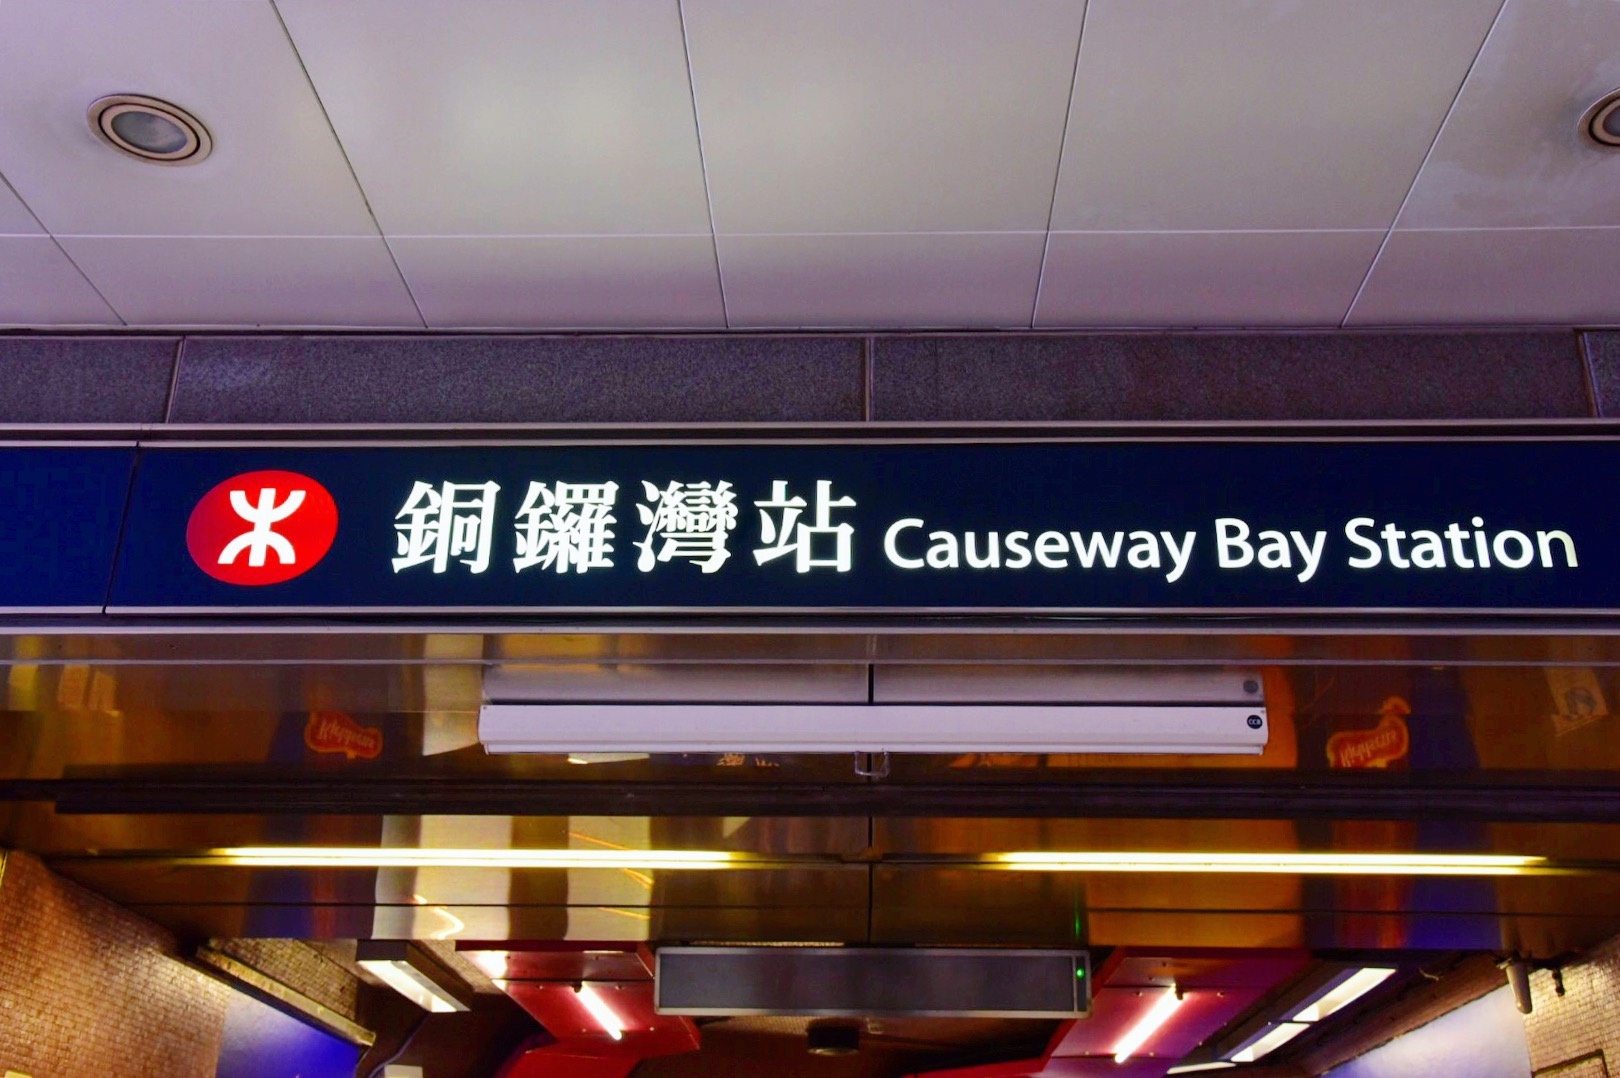 銅鑼灣站 Causeway Bay Station